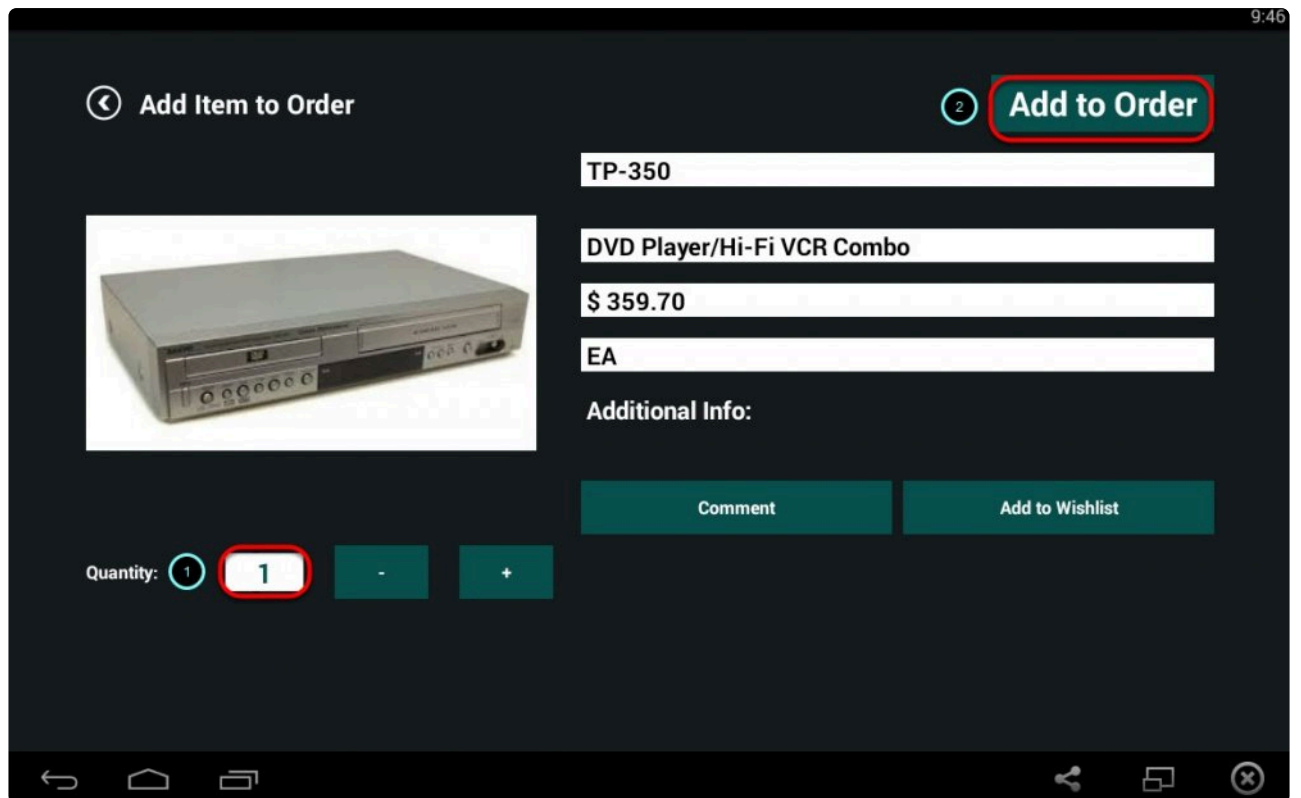 9:46
Add Item to Order
2
Add to Order
TP-350
DVD Player/Hi-Fi VCR Combo
$ 359.70
EA
Additional Info:
Comment
Add to Wishlist
Quantity:
1
1
-
+